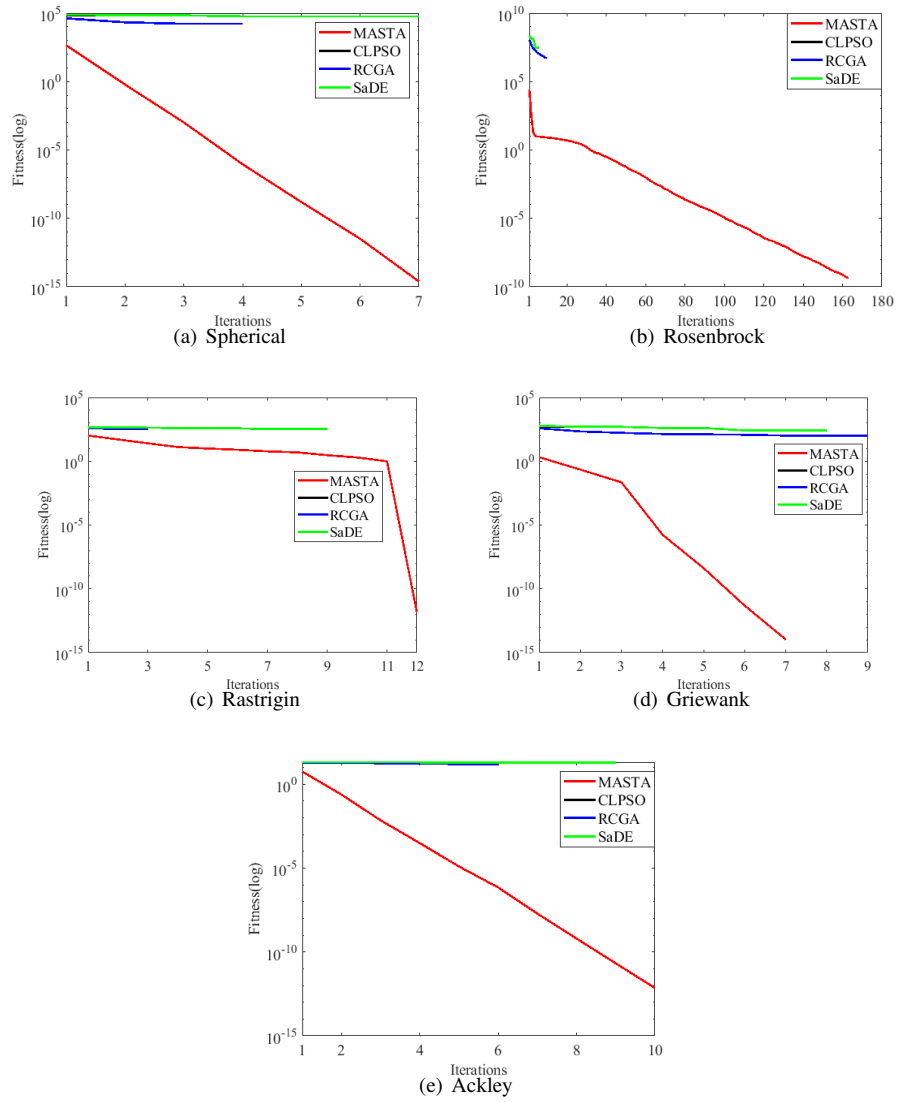 10^5
10^0
10^-5
10^-10
10^-15
Fitness(log)
MASTA
CLPSO
RCGA
SaDE
1 2 3 4 5 6 7
Iterations
(a) Spherical
10^10
10^5
10^0
10^-5
10^-10
Fitness(log)
MASTA
CLPSO
RCGA
SaDE
1 20 40 60 80 100 120 140 160 180
Iterations
(b) Rosenbrock
10^5
10^0
10^-5
10^-10
10^-15
Fitness(log)
MASTA
CLPSO
RCGA
SaDE
1 3 5 7 9 11 12
Iterations
(c) Rastrigin
10^5
10^0
10^-5
10^-10
10^-15
Fitness(log)
MASTA
CLPSO
RCGA
SaDE
1 2 3 4 5 6 7 8 9
Iterations
(d) Griewank
10^0
10^-5
10^-10
10^-15
Fitness(log)
MASTA
CLPSO
RCGA
SaDE
1 2 4 6 8 10
Iterations
(e) Ackley